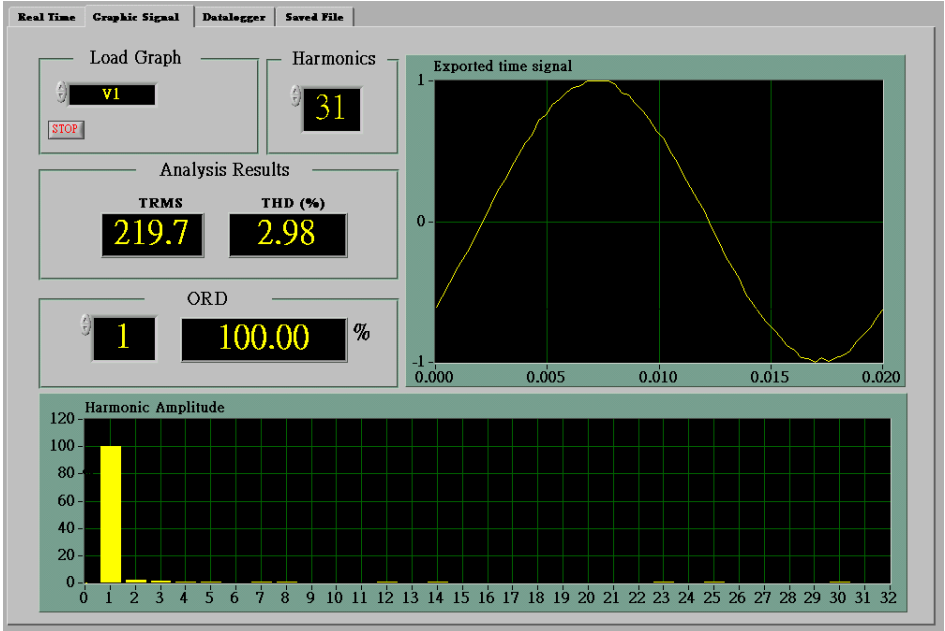 Real Time Graphic Signal Datalogger Saved File
Load Graph
V1
STOP
Harmonics
31
Analysis Results
TRMS THD (%)
219.7 2.98
ORD
1 100.00 %
Exported time signal
1
0
-1
0.000 0.005 0.010 0.015 0.020
Harmonic Amplitude
120
100
80
60
40
20
0
0 1 2 3 4 5 6 7 8 9 10 11 12 13 14 15 16 17 18 19 20 21 22 23 24 25 26 27 28 29 30 31 32